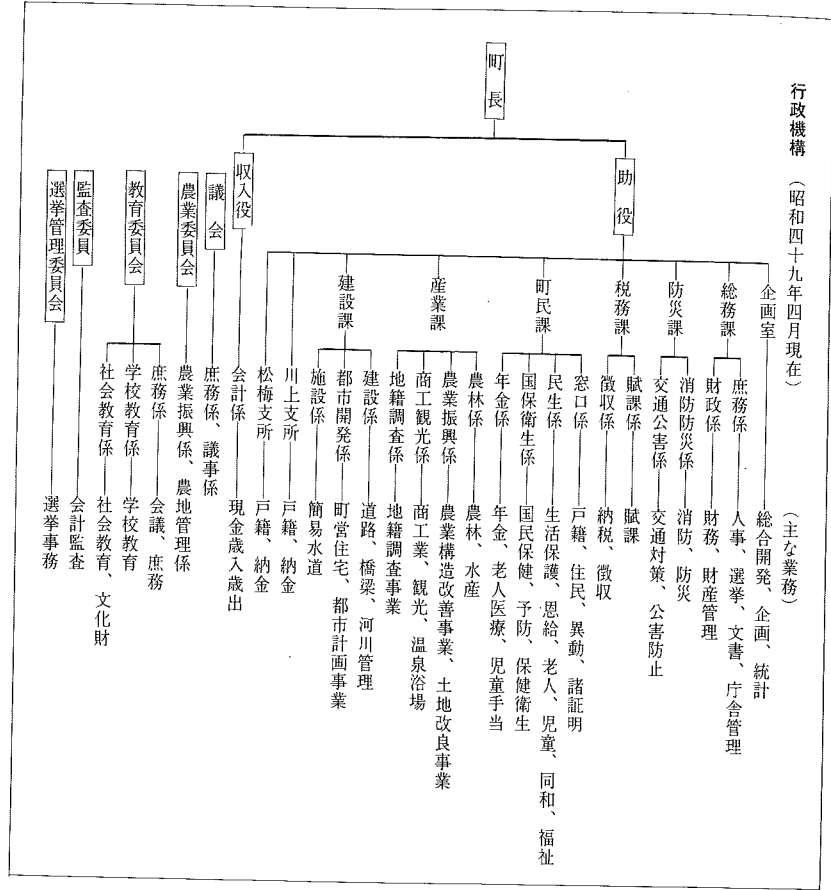 行政機構　（昭和四十九年四月現在）
（主な業務）
町長
助役
企画室　総合開発、企画、統計
総務課
庶務係　人事、選挙、文書、庁舎管理
財政係　財務、財産管理
防災課
消防防災係　消防、防災
交通公害係　交通対策、公害防止
税務課
賦課係　賦課
徴収係　納税、徴収
町民課
窓口係　戸籍、住民、異動、諸証明
民生係　生活保護、恩給、老人、児童、同和、福祉
国保衛生係　国民保健、予防、保健衛生
年金係　年金、老人医療、児童手当
産業課
農林係　農林、水産
農業振興係　農業構造改善事業、土地改良事業
商工観光係　商工業、観光、温泉浴場
地籍調査係　地籍調査事業
建設課
建設係　道路、橋梁、河川管理
都市開発係　町営住宅、都市計画事業
施設係　簡易水道
川上支所　戸籍、納金
松梅支所　戸籍、納金
収入役　会計係　現金歳入歳出
議会　庶務係、議事係
農業委員会　農業振興係、農地管理係
教育委員会
庶務係　会議、庶務
学校教育係　学校教育
社会教育係　社会教育、文化財
監査委員　会計監査
選挙管理委員会　選挙事務